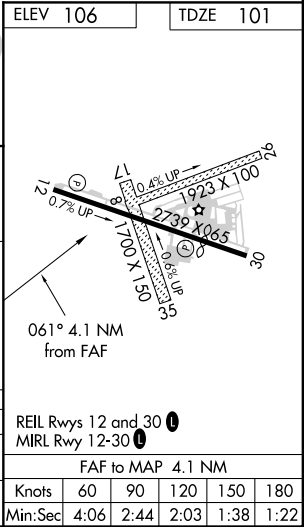 ELEV 106
TDZE 101
17
0.4% UP
26
1923 X 100
12
P
0.7% UP
8
2739 X065
P
1700 X 150
0.6% UP
30
35
061° 4.1 NM
from FAF
REIL Rwys 12 and 30 L
MIRL Rwy 12-30 L
FAF to MAP 4.1 NM
Knots 60 90 120 150 180
Min:Sec 4:06 2:44 2:03 1:38 1:22